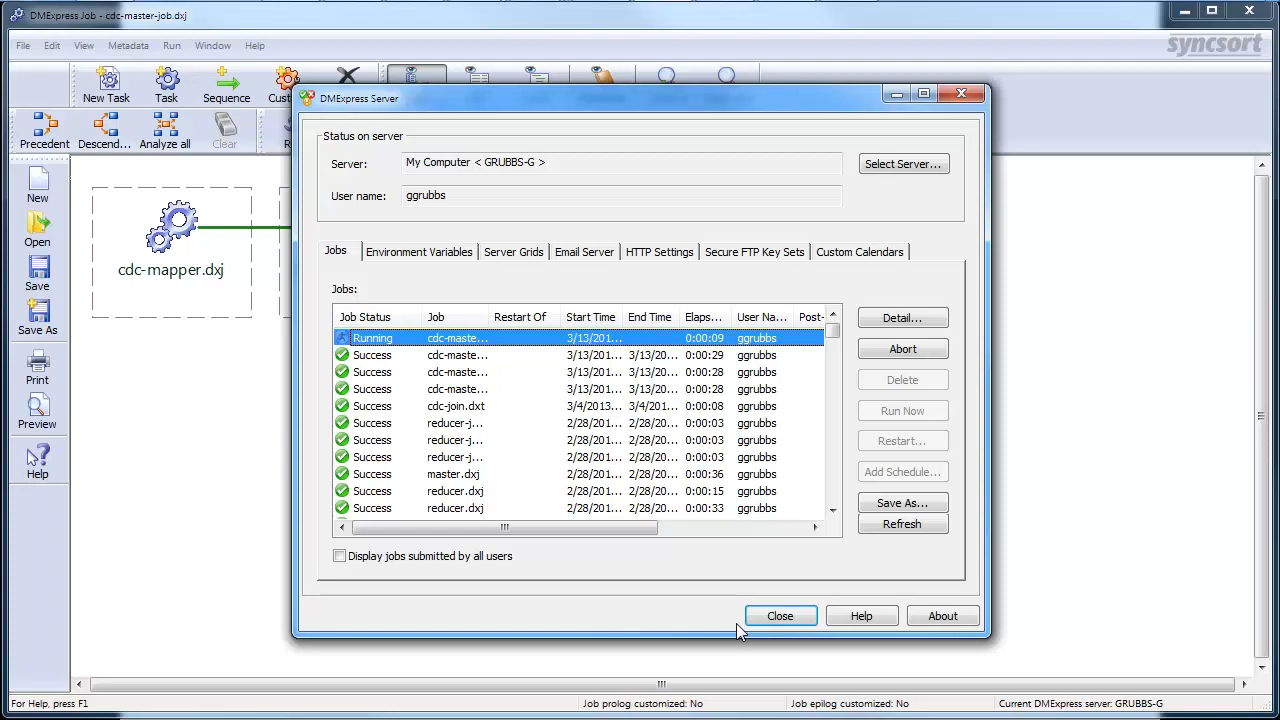 DMExpress Job - cdc-master-job.dxj
File Edit View Metadata Run Window Help
syncsort
New Task Task Sequence
Precedent Descend... Analyze all Clear
New
Open
Save
Save As
Print
Preview
Help
cdc-mapper.dxj
DMExpress Server
Status on server
Server: My Computer < GRUBBS-G > Select Server...
User name: ggrubbs
Jobs Environment Variables Server Grids Email Server HTTP Settings Secure FTP Key Sets Custom Calendars
Jobs:
Job Status Job Restart Of Start Time End Time Elaps... User Na... Post-
Running cdc-maste... 3/13/201... 0:00:09 ggrubbs
Success cdc-maste... 3/13/201... 3/13/20... 0:00:29 ggrubbs
Success cdc-maste... 3/13/201... 3/13/20... 0:00:28 ggrubbs
Success cdc-maste... 3/13/201... 3/13/20... 0:00:28 ggrubbs
Success cdc-join.dxt 3/4/2013... 3/4/201... 0:00:08 ggrubbs
Success reducer-j... 2/28/201... 2/28/20... 0:00:03 ggrubbs
Success reducer-j... 2/28/201... 2/28/20... 0:00:03 ggrubbs
Success reducer-j... 2/28/201... 2/28/20... 0:00:03 ggrubbs
Success master.dxj 2/28/201... 2/28/20... 0:00:36 ggrubbs
Success reducer.dxj 2/28/201... 2/28/20... 0:00:15 ggrubbs
Success reducer.dxj 2/28/201... 2/28/20... 0:00:33 ggrubbs
Detail...
Abort
Delete
Run Now
Restart...
Add Schedule...
Save As...
Refresh
Display jobs submitted by all users
Close Help About
For Help, press F1 Job prolog customized: No Job epilog customized: No Current DMExpress server: GRUBBS-G